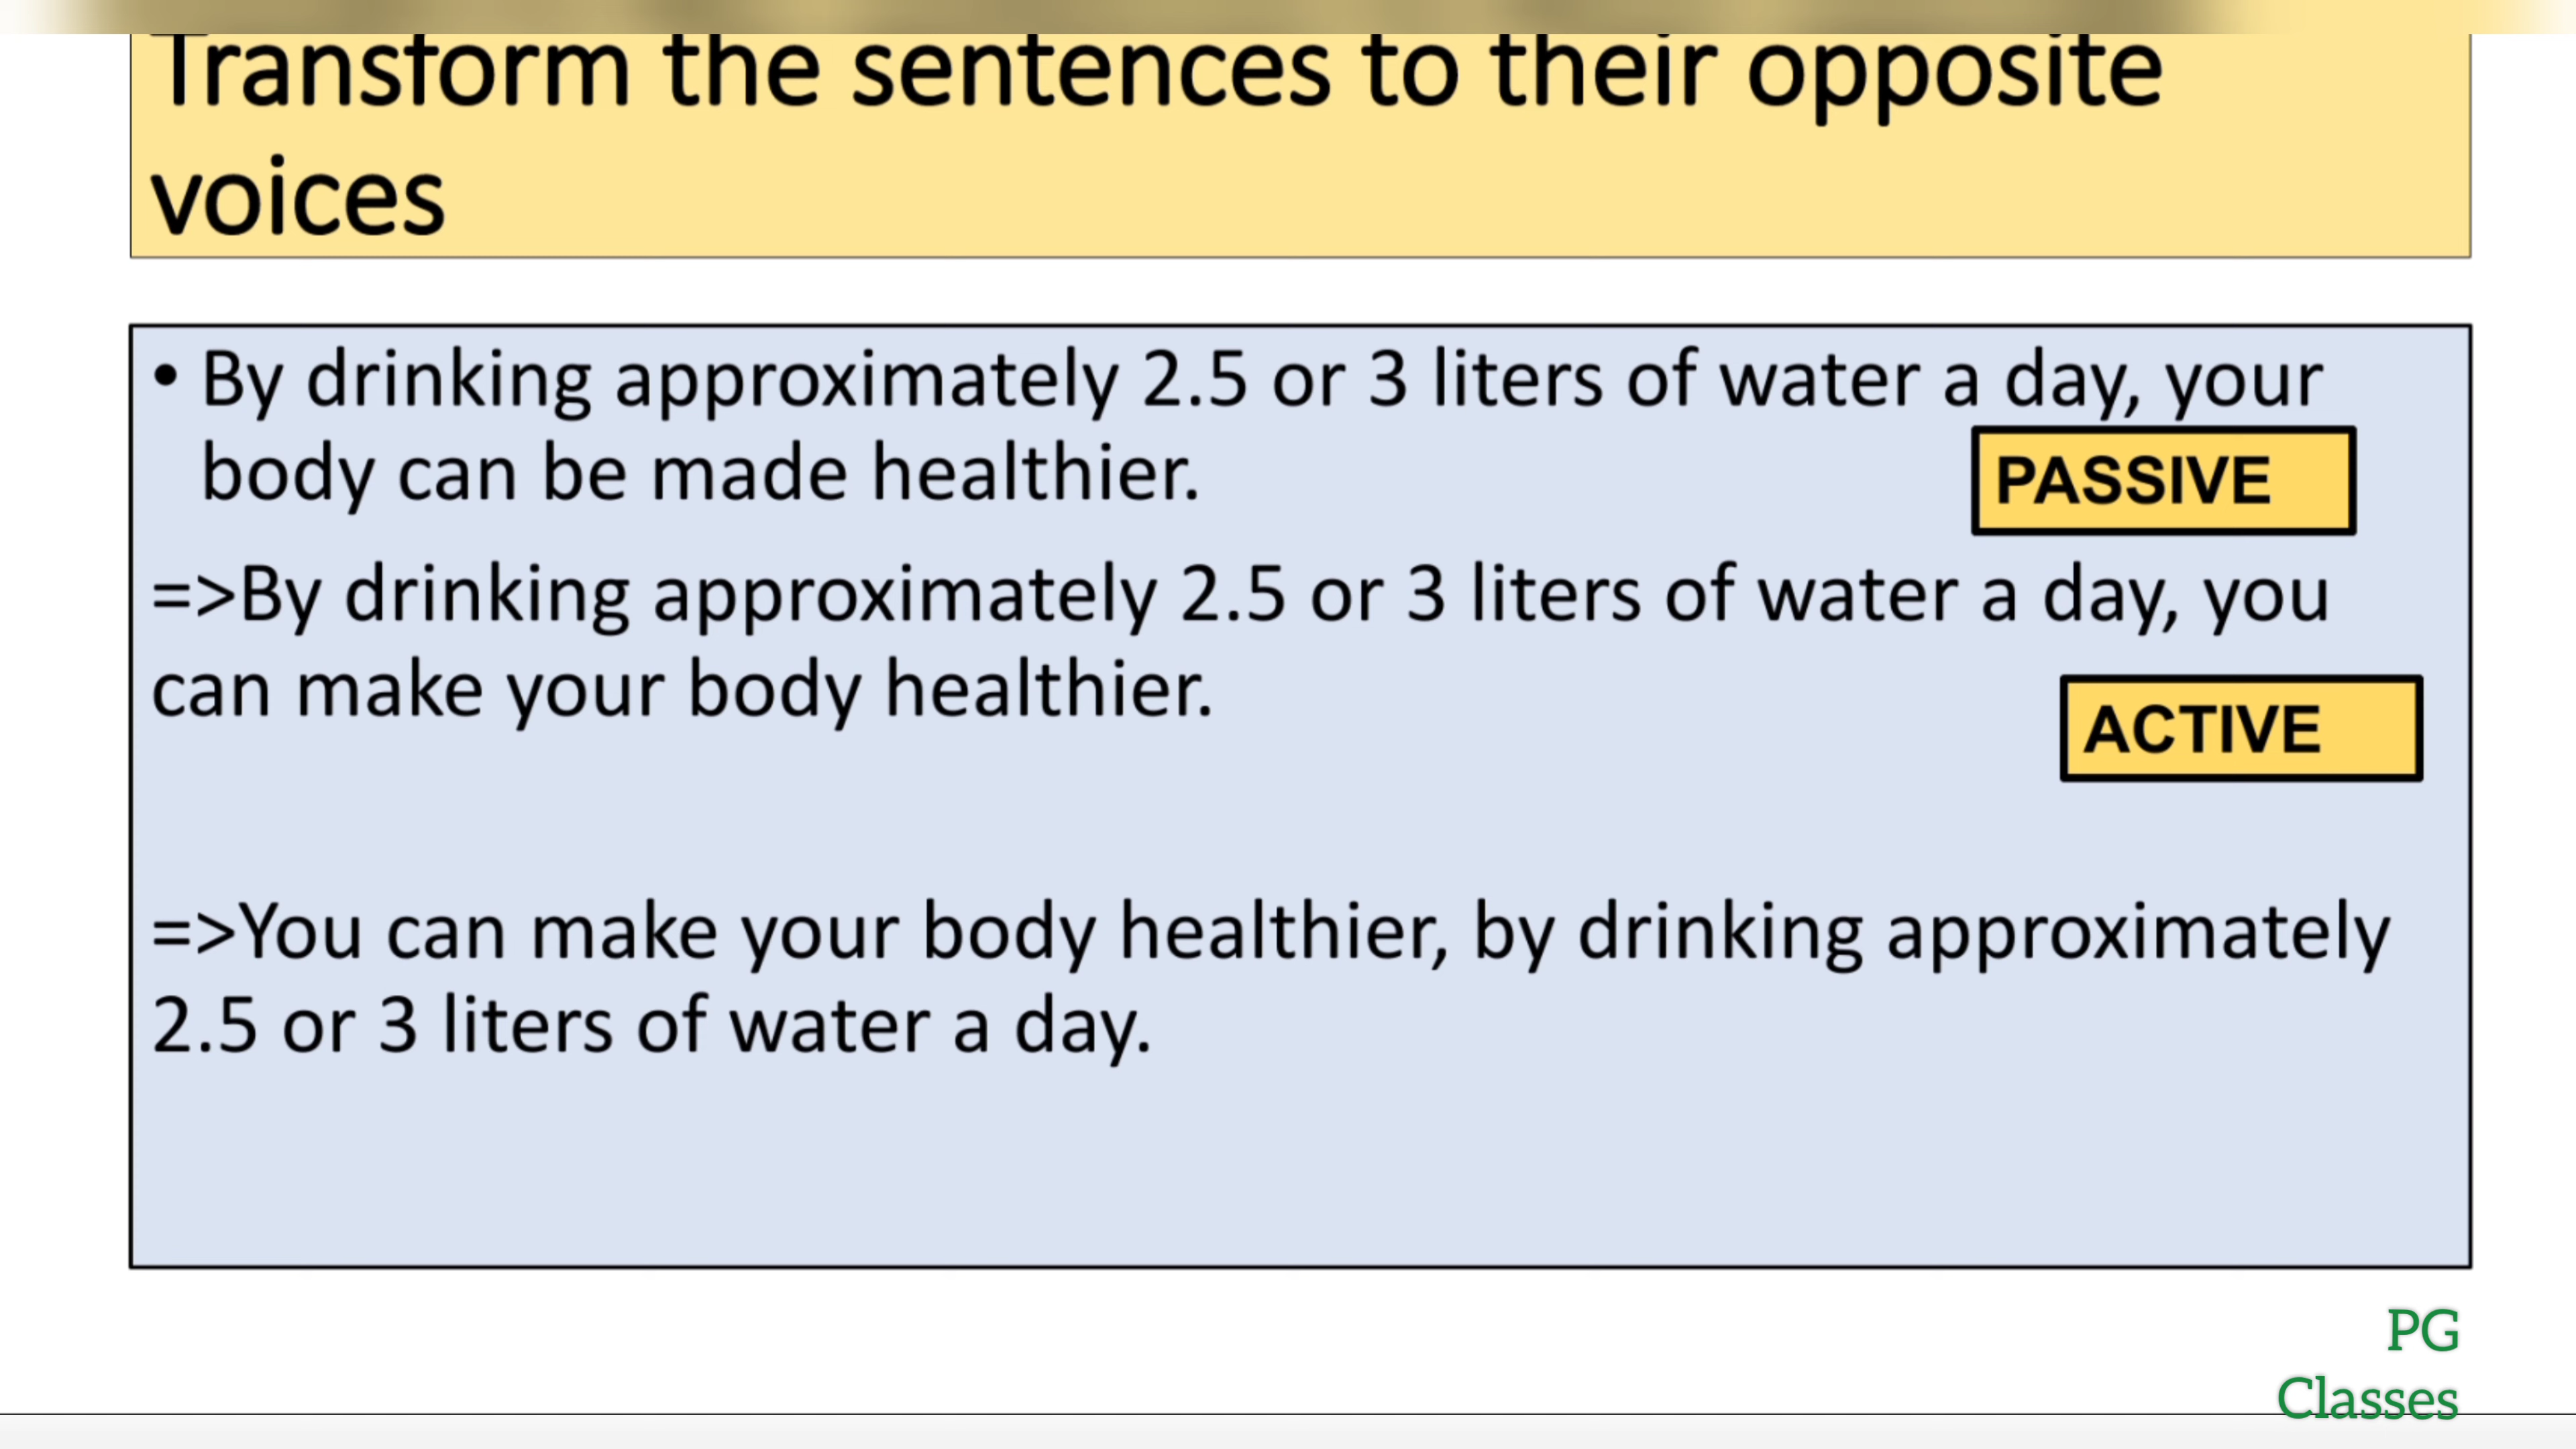 Transform the sentences to their opposite
voices
• By drinking approximately 2.5 or 3 liters of water a day, your
body can be made healthier.
PASSIVE
=>By drinking approximately 2.5 or 3 liters of water a day, you
can make your body healthier.
ACTIVE
=>You can make your body healthier, by drinking approximately
2.5 or 3 liters of water a day.
PG
Classes